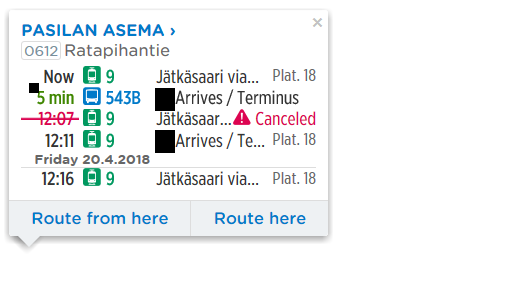 PASILAN ASEMA ›
0612 Ratapihantie
Now 9 Jätkäsaari via... Plat. 18
5 min 543B Arrives / Terminus
12:07 9 Jätkäsaar... Canceled
12:11 9 Arrives / Te... Plat. 18
Friday 20.4.2018
12:16 9 Jätkäsaari via... Plat. 18
Route from here Route here